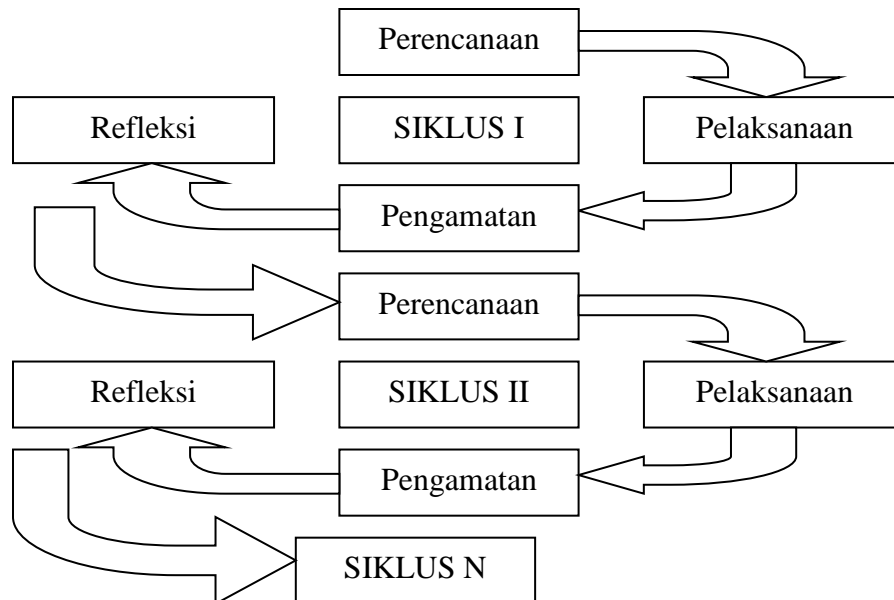 Perencanaan
Refleksi
SIKLUS I
Pelaksanaan
Pengamatan
Perencanaan
Refleksi
SIKLUS II
Pelaksanaan
Pengamatan
SIKLUS N